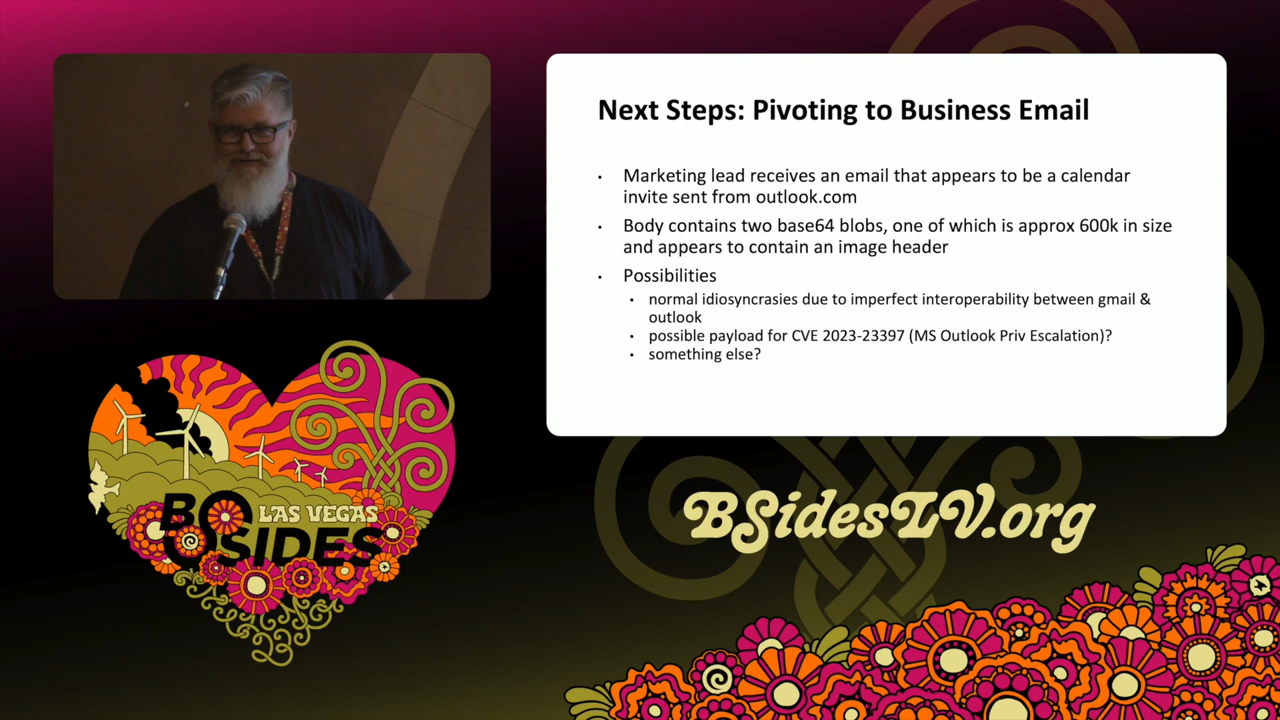 Next Steps: Pivoting to Business Email
• Marketing lead receives an email that appears to be a calendar
invite sent from outlook.com
• Body contains two base64 blobs, one of which is approx 600k in size
and appears to contain an image header
• Possibilities
• normal idiosyncrasies due to imperfect interoperability between gmail &
outlook
• possible payload for CVE 2023-23397 (MS Outlook Priv Escalation)?
• something else?
LAS VEGAS
SIDES
23
BSidesLV.org